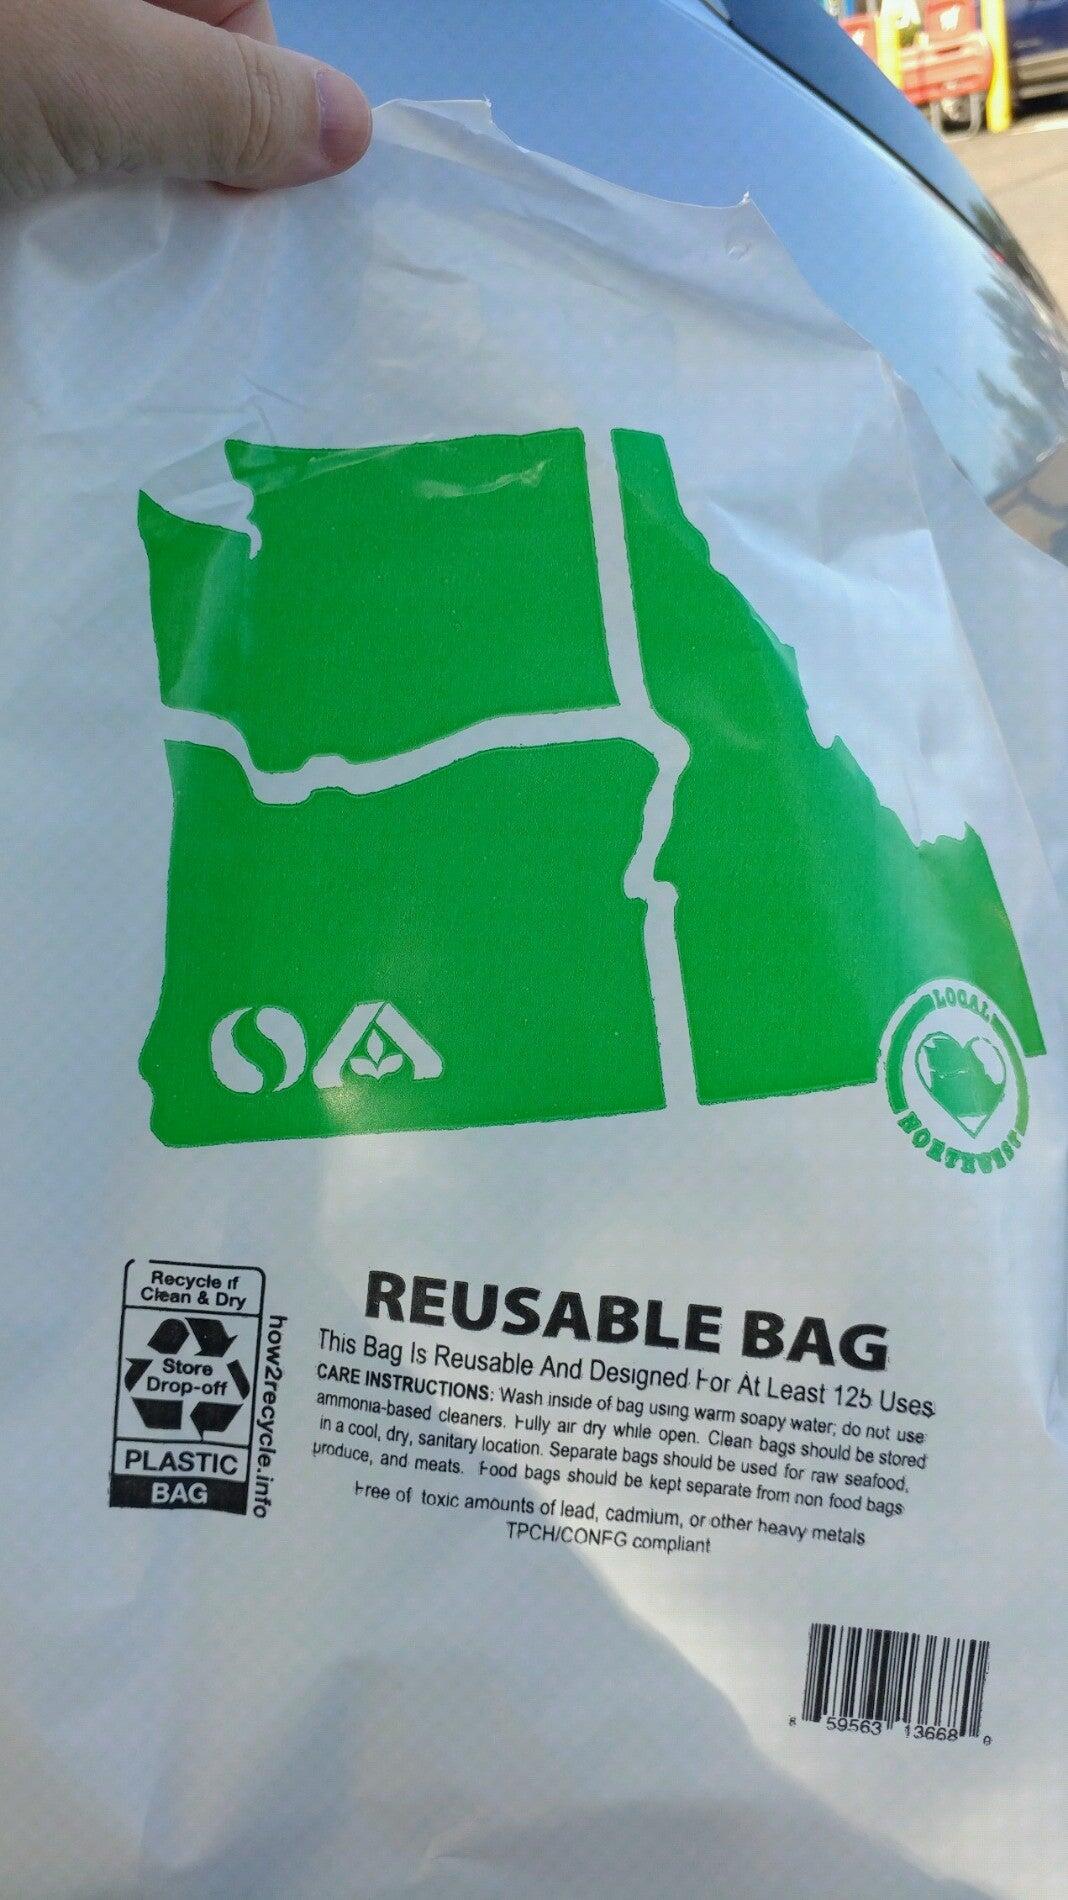 LOCAL
NORTHWEST
Recycle if
Clean & Dry
Store
Drop-off
PLASTIC
BAG
how2recycle.info
REUSABLE BAG
This Bag Is Reusable And Designed For At Least 125 Uses
CARE INSTRUCTIONS: Wash inside of bag using warm soapy water; do not use
ammonia-based cleaners. Fully air dry while open. Clean bags should be stored
in a cool, dry, sanitary location. Separate bags should be used for raw seafood,
produce, and meats. Food bags should be kept separate from non food bags
Free of toxic amounts of lead, cadmium, or other heavy metals
TPCH/CONFG compliant
8 59563 13668 0